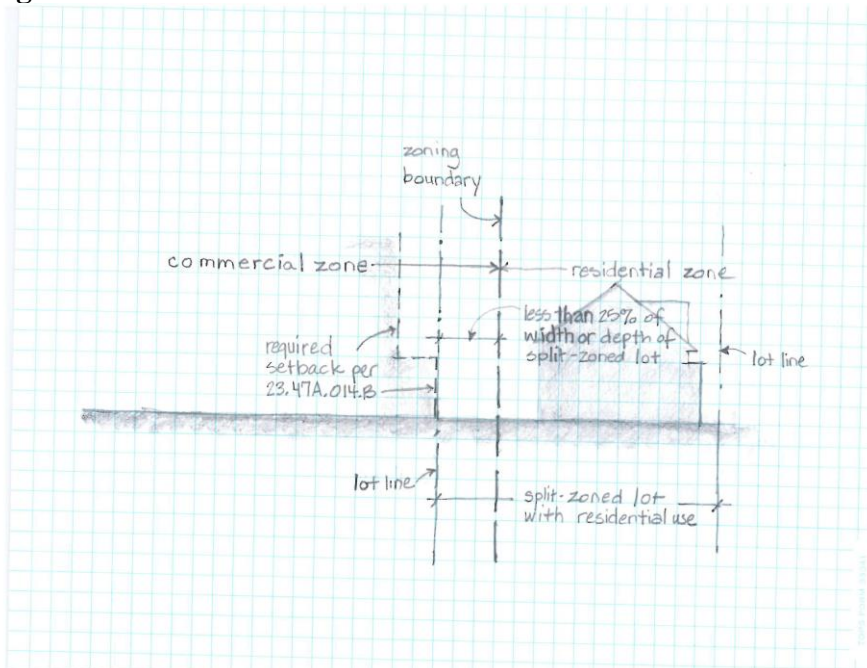 zoning
boundary
commercial zone
residential zone
less than 25% of
width or depth of
split-zoned lot
required
setback per
23.47A.014.B
lot line
lot line
split-zoned lot
with residential use